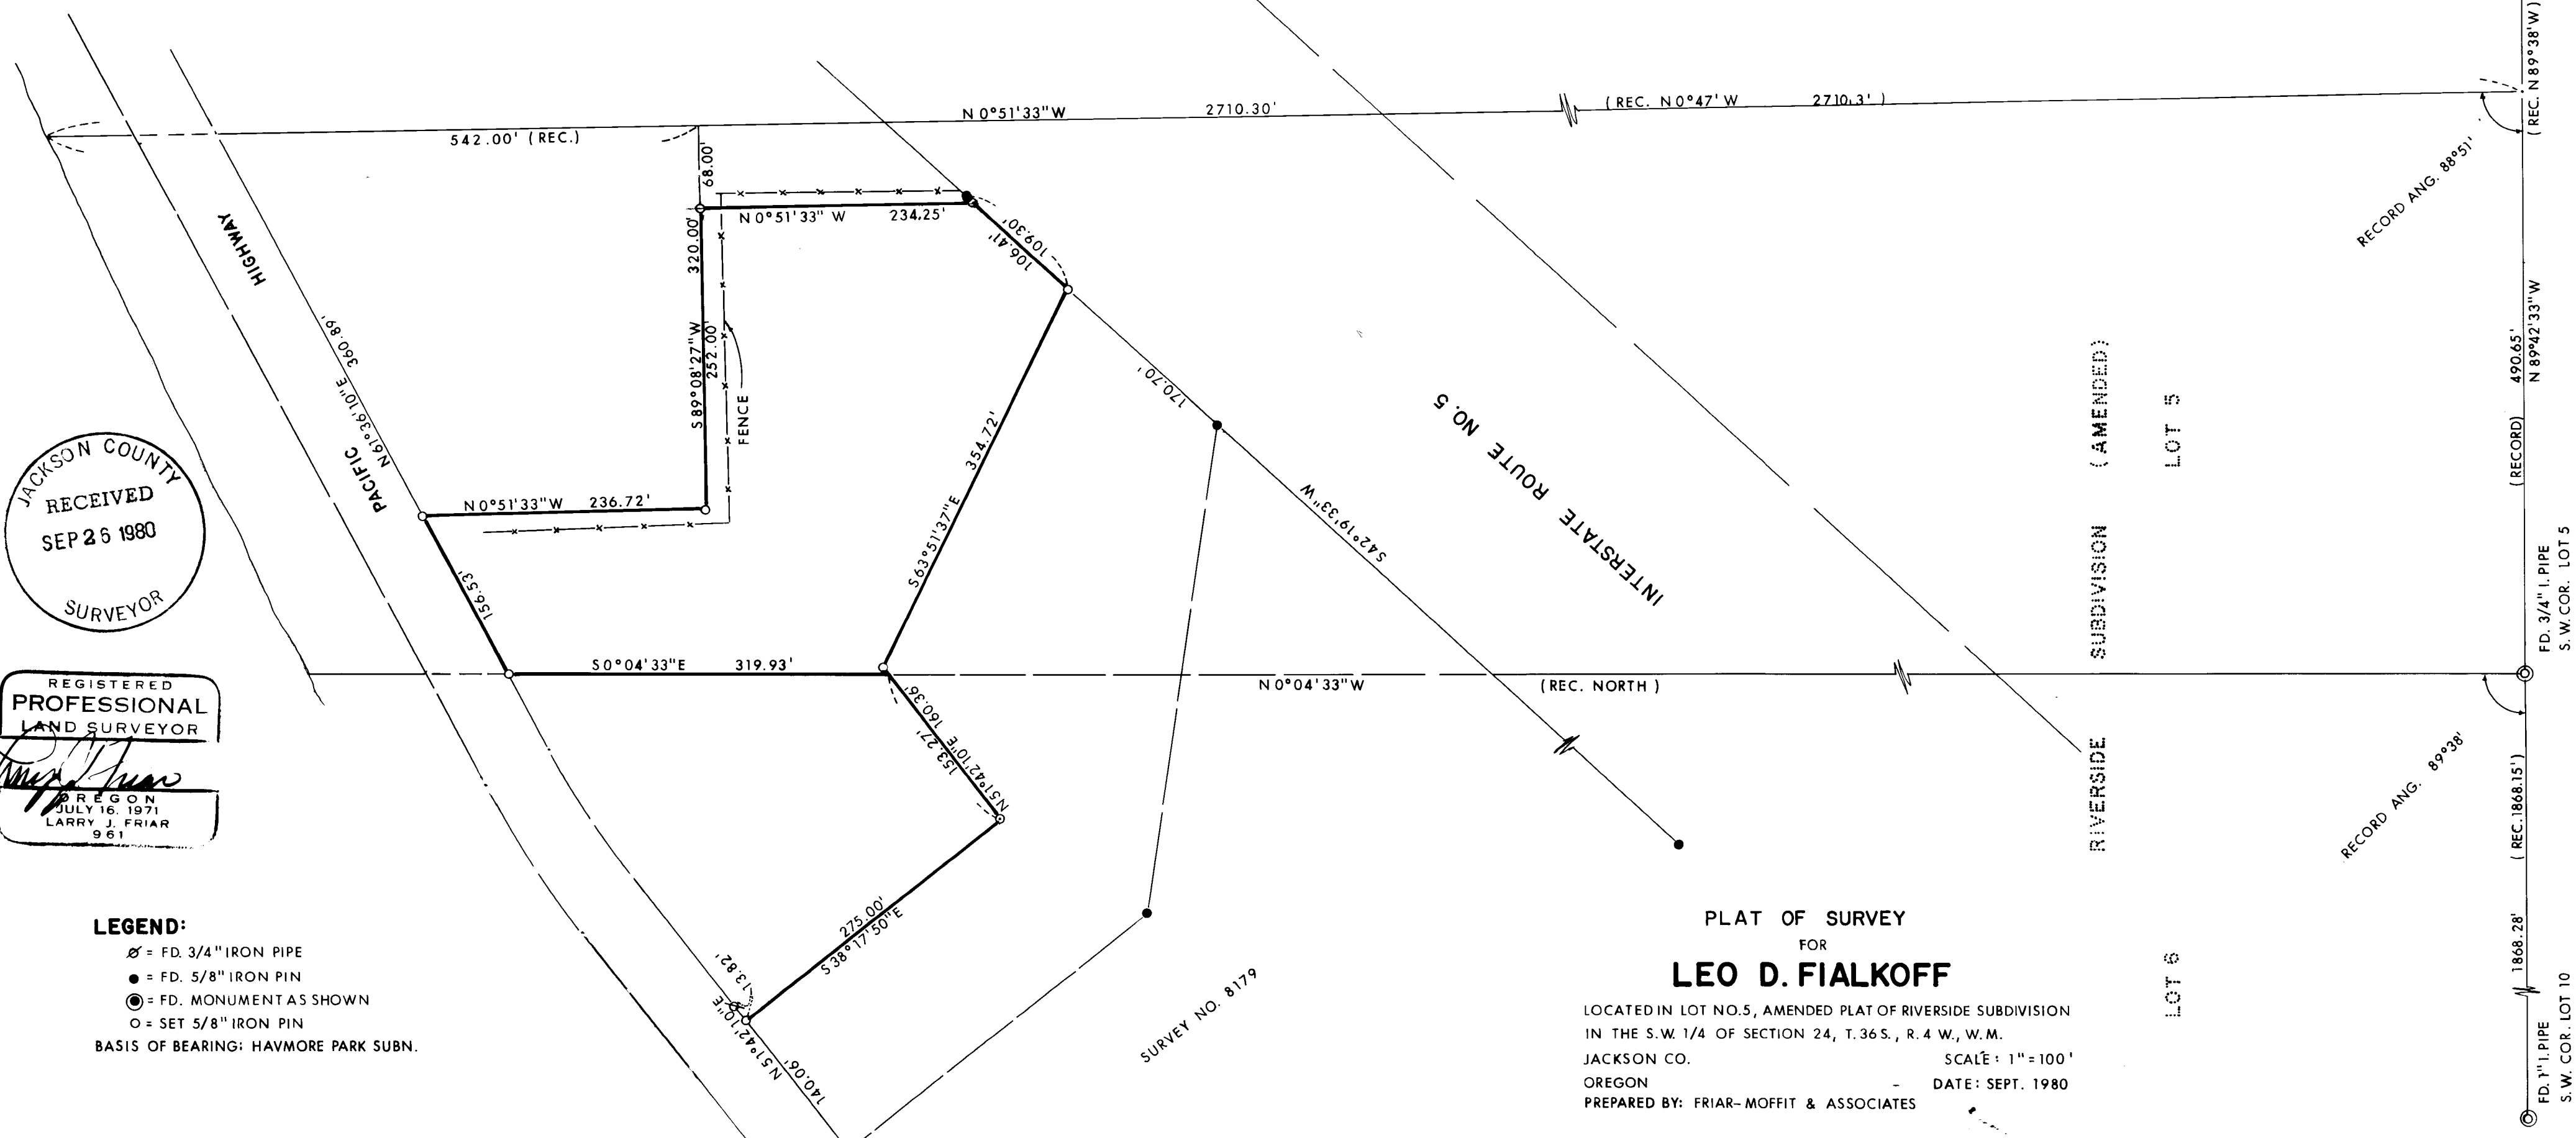 N 0°51'33"W 2710.30'
(REC. N 0°47' W 2710.3')
542.00' (REC.)
(REC. N 89°38'W)
RECORD ANG. 88°51'
68.00'
N 0°51'33" W 234.25'
320.00'
S 89°08'27"W
252.00'
FENCE
109.30'
106.41'
HIGHWAY
PACIFIC
N61°36'10"E 360.89'
N 0°51'33"W 236.72'
354.72'
S 63°51'37"E
170.70'
S42°19'33"W
INTERSTATE ROUTE NO. 5
RIVERSIDE SUBDIVISION (AMENDED)
LOT 5
(RECORD) 490.65'
N 89°42'33"W
FD. 3/4" I. PIPE
S. W. COR. LOT 5
JACKSON COUNTY
RECEIVED
SEP 26 1980
SURVEYOR
156.53'
S 0°04'33"E 319.93'
N 0°04'33"W (REC. NORTH)
160.36'
153.27'
N51°42'10"E
275.00'
S 38°17'50"E
13.82'
N 51°42'10"E
140.06'
SURVEY NO. 8179
RECORD ANG. 89°38'
(REC. 1868.15')
1868.28'
LOT 6
FD. 1" I. PIPE
S. W. COR. LOT 10
REGISTERED
PROFESSIONAL
LAND SURVEYOR
OREGON
JULY 16, 1971
LARRY J. FRIAR
961
LEGEND:
Ø = FD. 3/4" IRON PIPE
● = FD. 5/8" IRON PIN
◉ = FD. MONUMENT AS SHOWN
○ = SET 5/8" IRON PIN
BASIS OF BEARING: HAVMORE PARK SUBN.
PLAT OF SURVEY
FOR
LEO D. FIALKOFF
LOCATED IN LOT NO.5, AMENDED PLAT OF RIVERSIDE SUBDIVISION
IN THE S.W. 1/4 OF SECTION 24, T.36S., R.4 W., W.M.
JACKSON CO. SCALE: 1"=100'
OREGON - DATE: SEPT. 1980
PREPARED BY: FRIAR-MOFFIT & ASSOCIATES